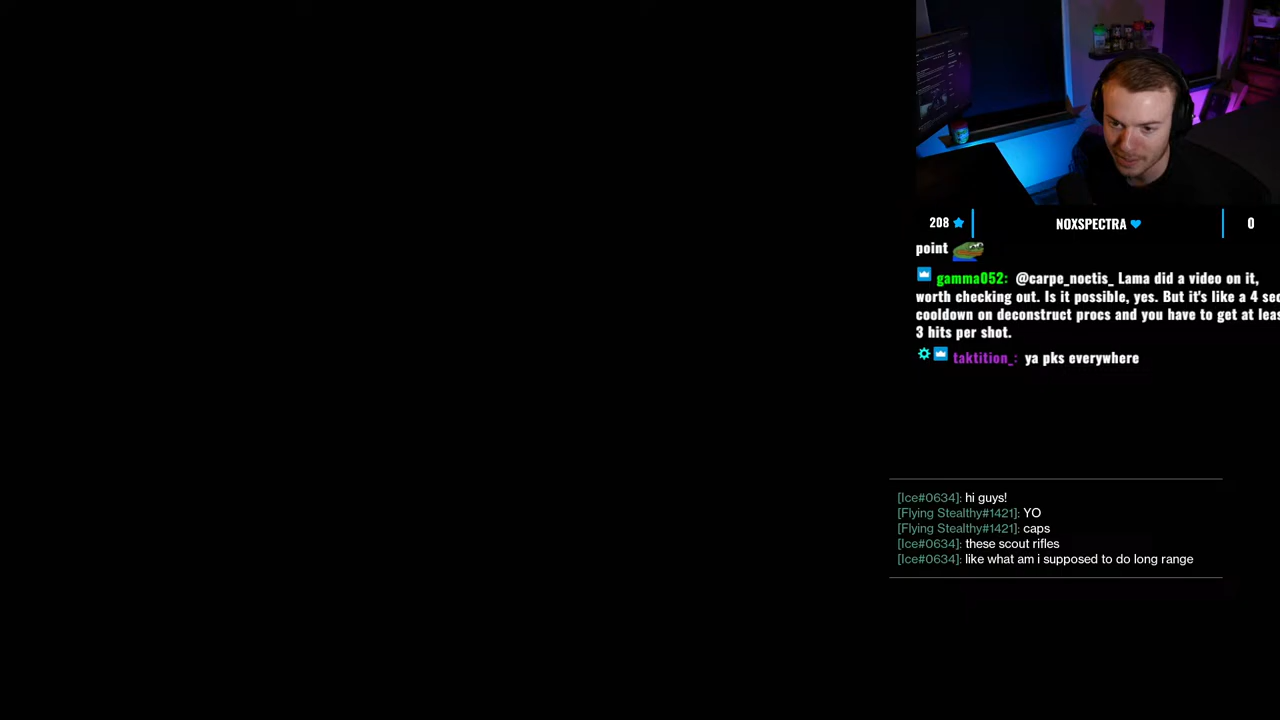 208
NOXSPECTRA
0
point
gamma052: @carpe_noctis_ Lama did a video on it,
worth checking out. Is it possible, yes. But it's like a 4
cooldown on deconstruct procs and you have to get at
3 hits per shot.
taktition_: ya pks everywhere
[Ice#0634]: hi guys!
[Flying Stealthy#1421]: YO
[Flying Stealthy#1421]: caps
[Ice#0634]: these scout rifles
[Ice#0634]: like what am i supposed to do long range